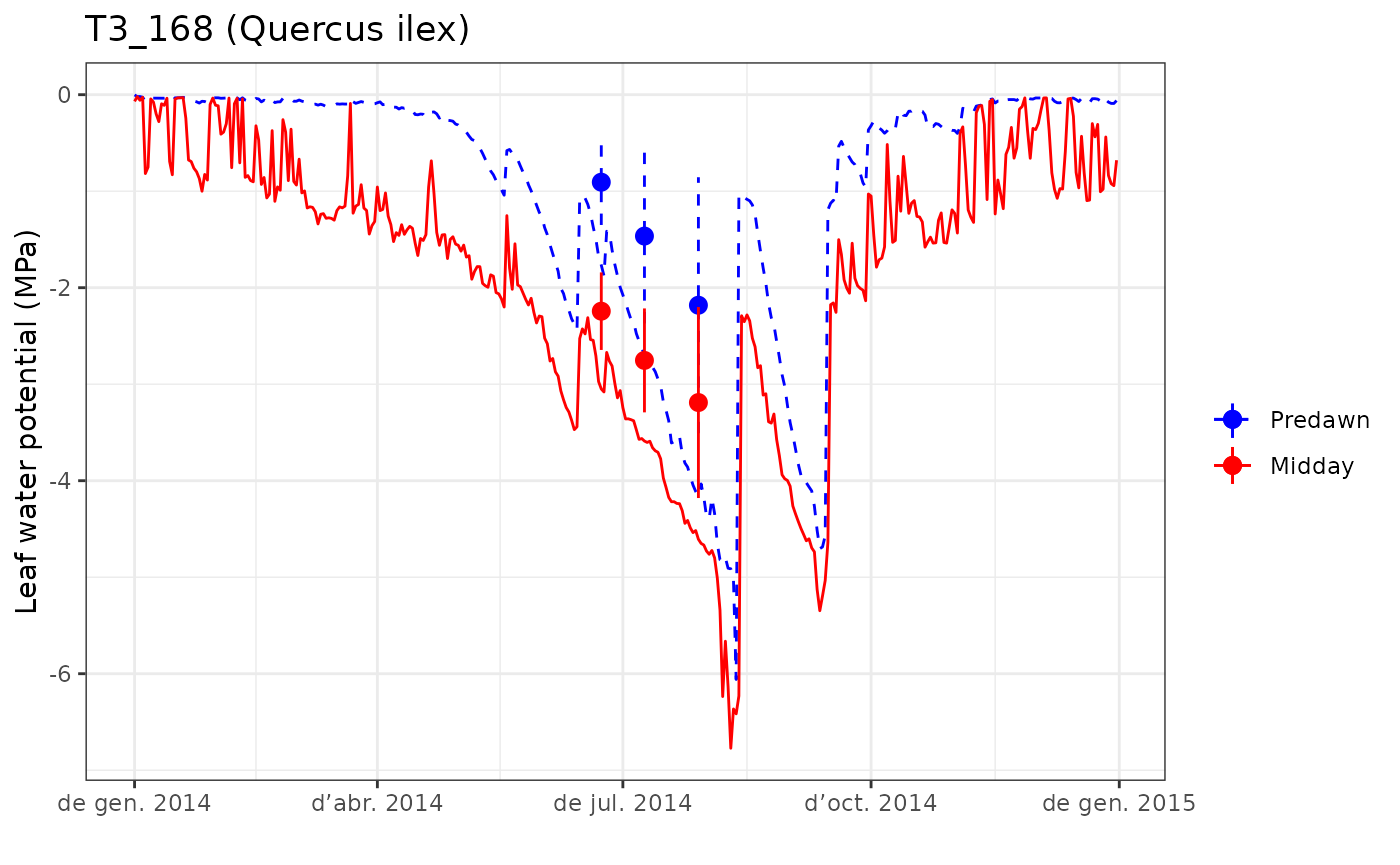 T3_168 (Quercus ilex)
Leaf water potential (MPa)
0
-2
-4
-6
de gen. 2014
d’abr. 2014
de jul. 2014
d’oct. 2014
de gen. 2015
Predawn
Midday